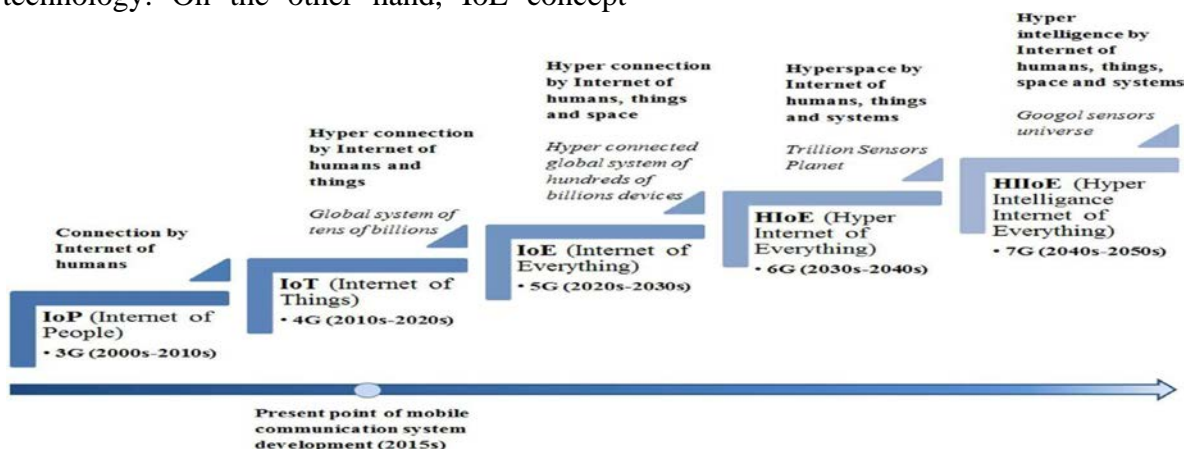 technology. On the other hand, IoE concept
Connection by
Internet of
humans
IoP (Internet of
People)
• 3G (2000s-2010s)
Hyper connection
by Internet of
humans and
things
Global system of
tens of billions
IoT (Internet of
Things)
• 4G (2010s-2020s)
Hyper connection
by Internet of
humans, things
and space
Hyper connected
global system of
hundreds of
billions devices
IoE (Internet of
Everything)
• 5G (2020s-2030s)
Hyperspace by
Internet of
humans, things
and systems
Trillion Sensors
Planet
HIoE (Hyper
Internet of
Everything)
• 6G (2030s-2040s)
Hyper
intelligence by
Internet of
humans, things,
space and systems
Googol sensors
universe
HIIoE (Hyper
Intelligance
Internet of
Everything)
• 7G (2040s-2050s)
Present point of mobile
communication system
development (2015s)